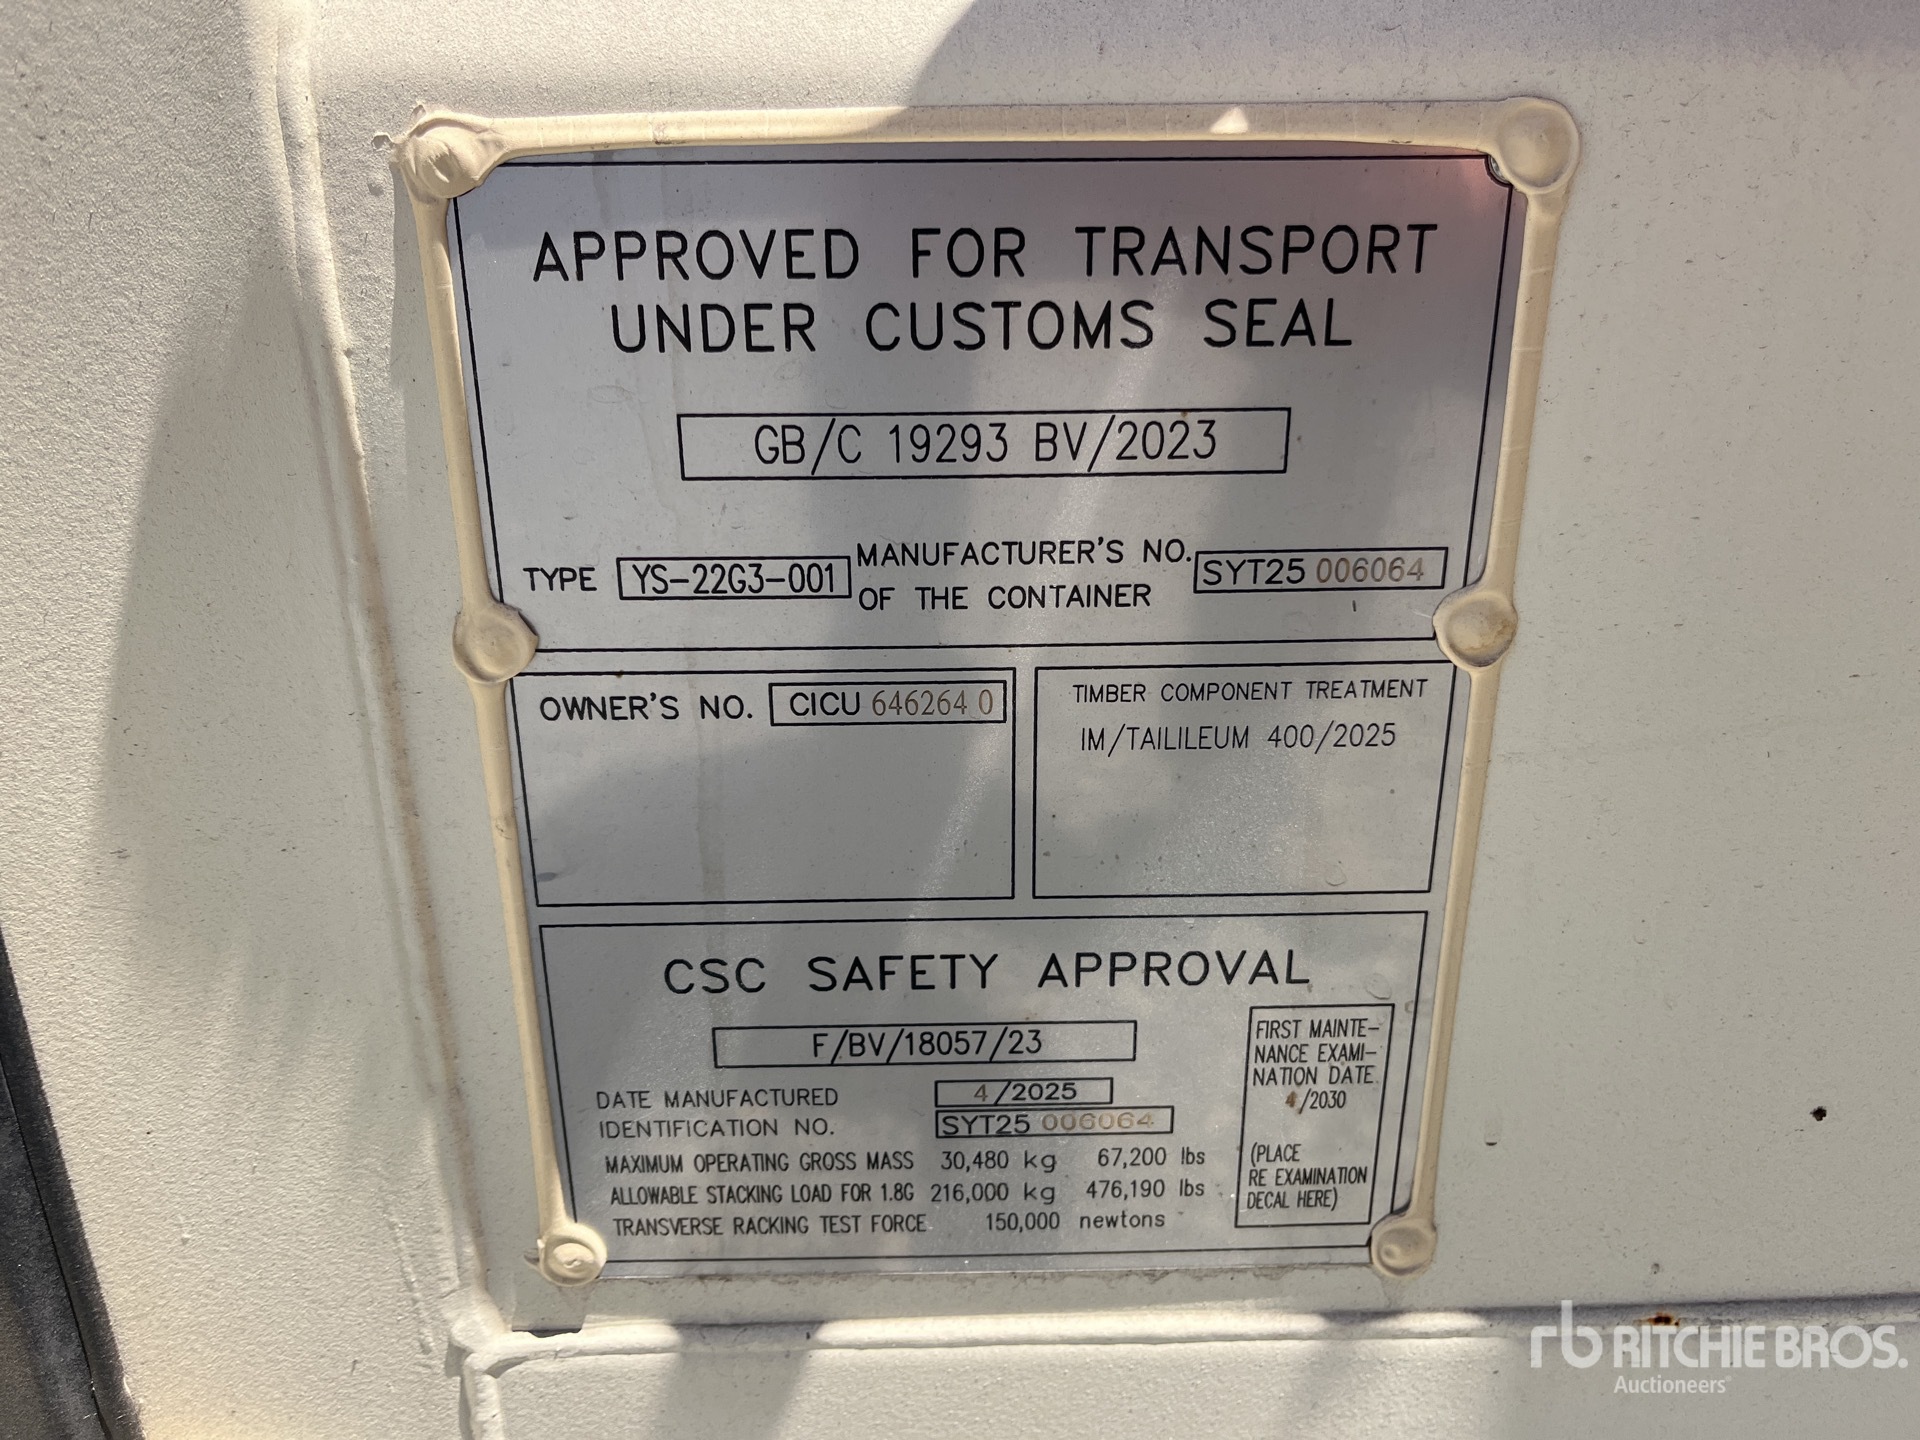 APPROVED FOR TRANSPORT
UNDER CUSTOMS SEAL
GB/C 19293 BV/2023
TYPE YS-22G3-001 MANUFACTURER'S NO. OF THE CONTAINER SYT25 006064
OWNER'S NO. CICU 646264 0
TIMBER COMPONENT TREATMENT
IM/TAILILEUM 400/2025
CSC SAFETY APPROVAL
F/BV/18057/23
DATE MANUFACTURED 4/2025
IDENTIFICATION NO. SYT25 006064
MAXIMUM OPERATING GROSS MASS 30,480 kg 67,200 lbs
ALLOWABLE STACKING LOAD FOR 1.8G 216,000 kg 476,190 lbs
TRANSVERSE RACKING TEST FORCE 150,000 newtons
FIRST MAINTE-
NANCE EXAMI-
NATION DATE
4/2030
(PLACE
RE EXAMINATION
DECAL HERE)
rb RITCHIE BROS.
Auctioneers